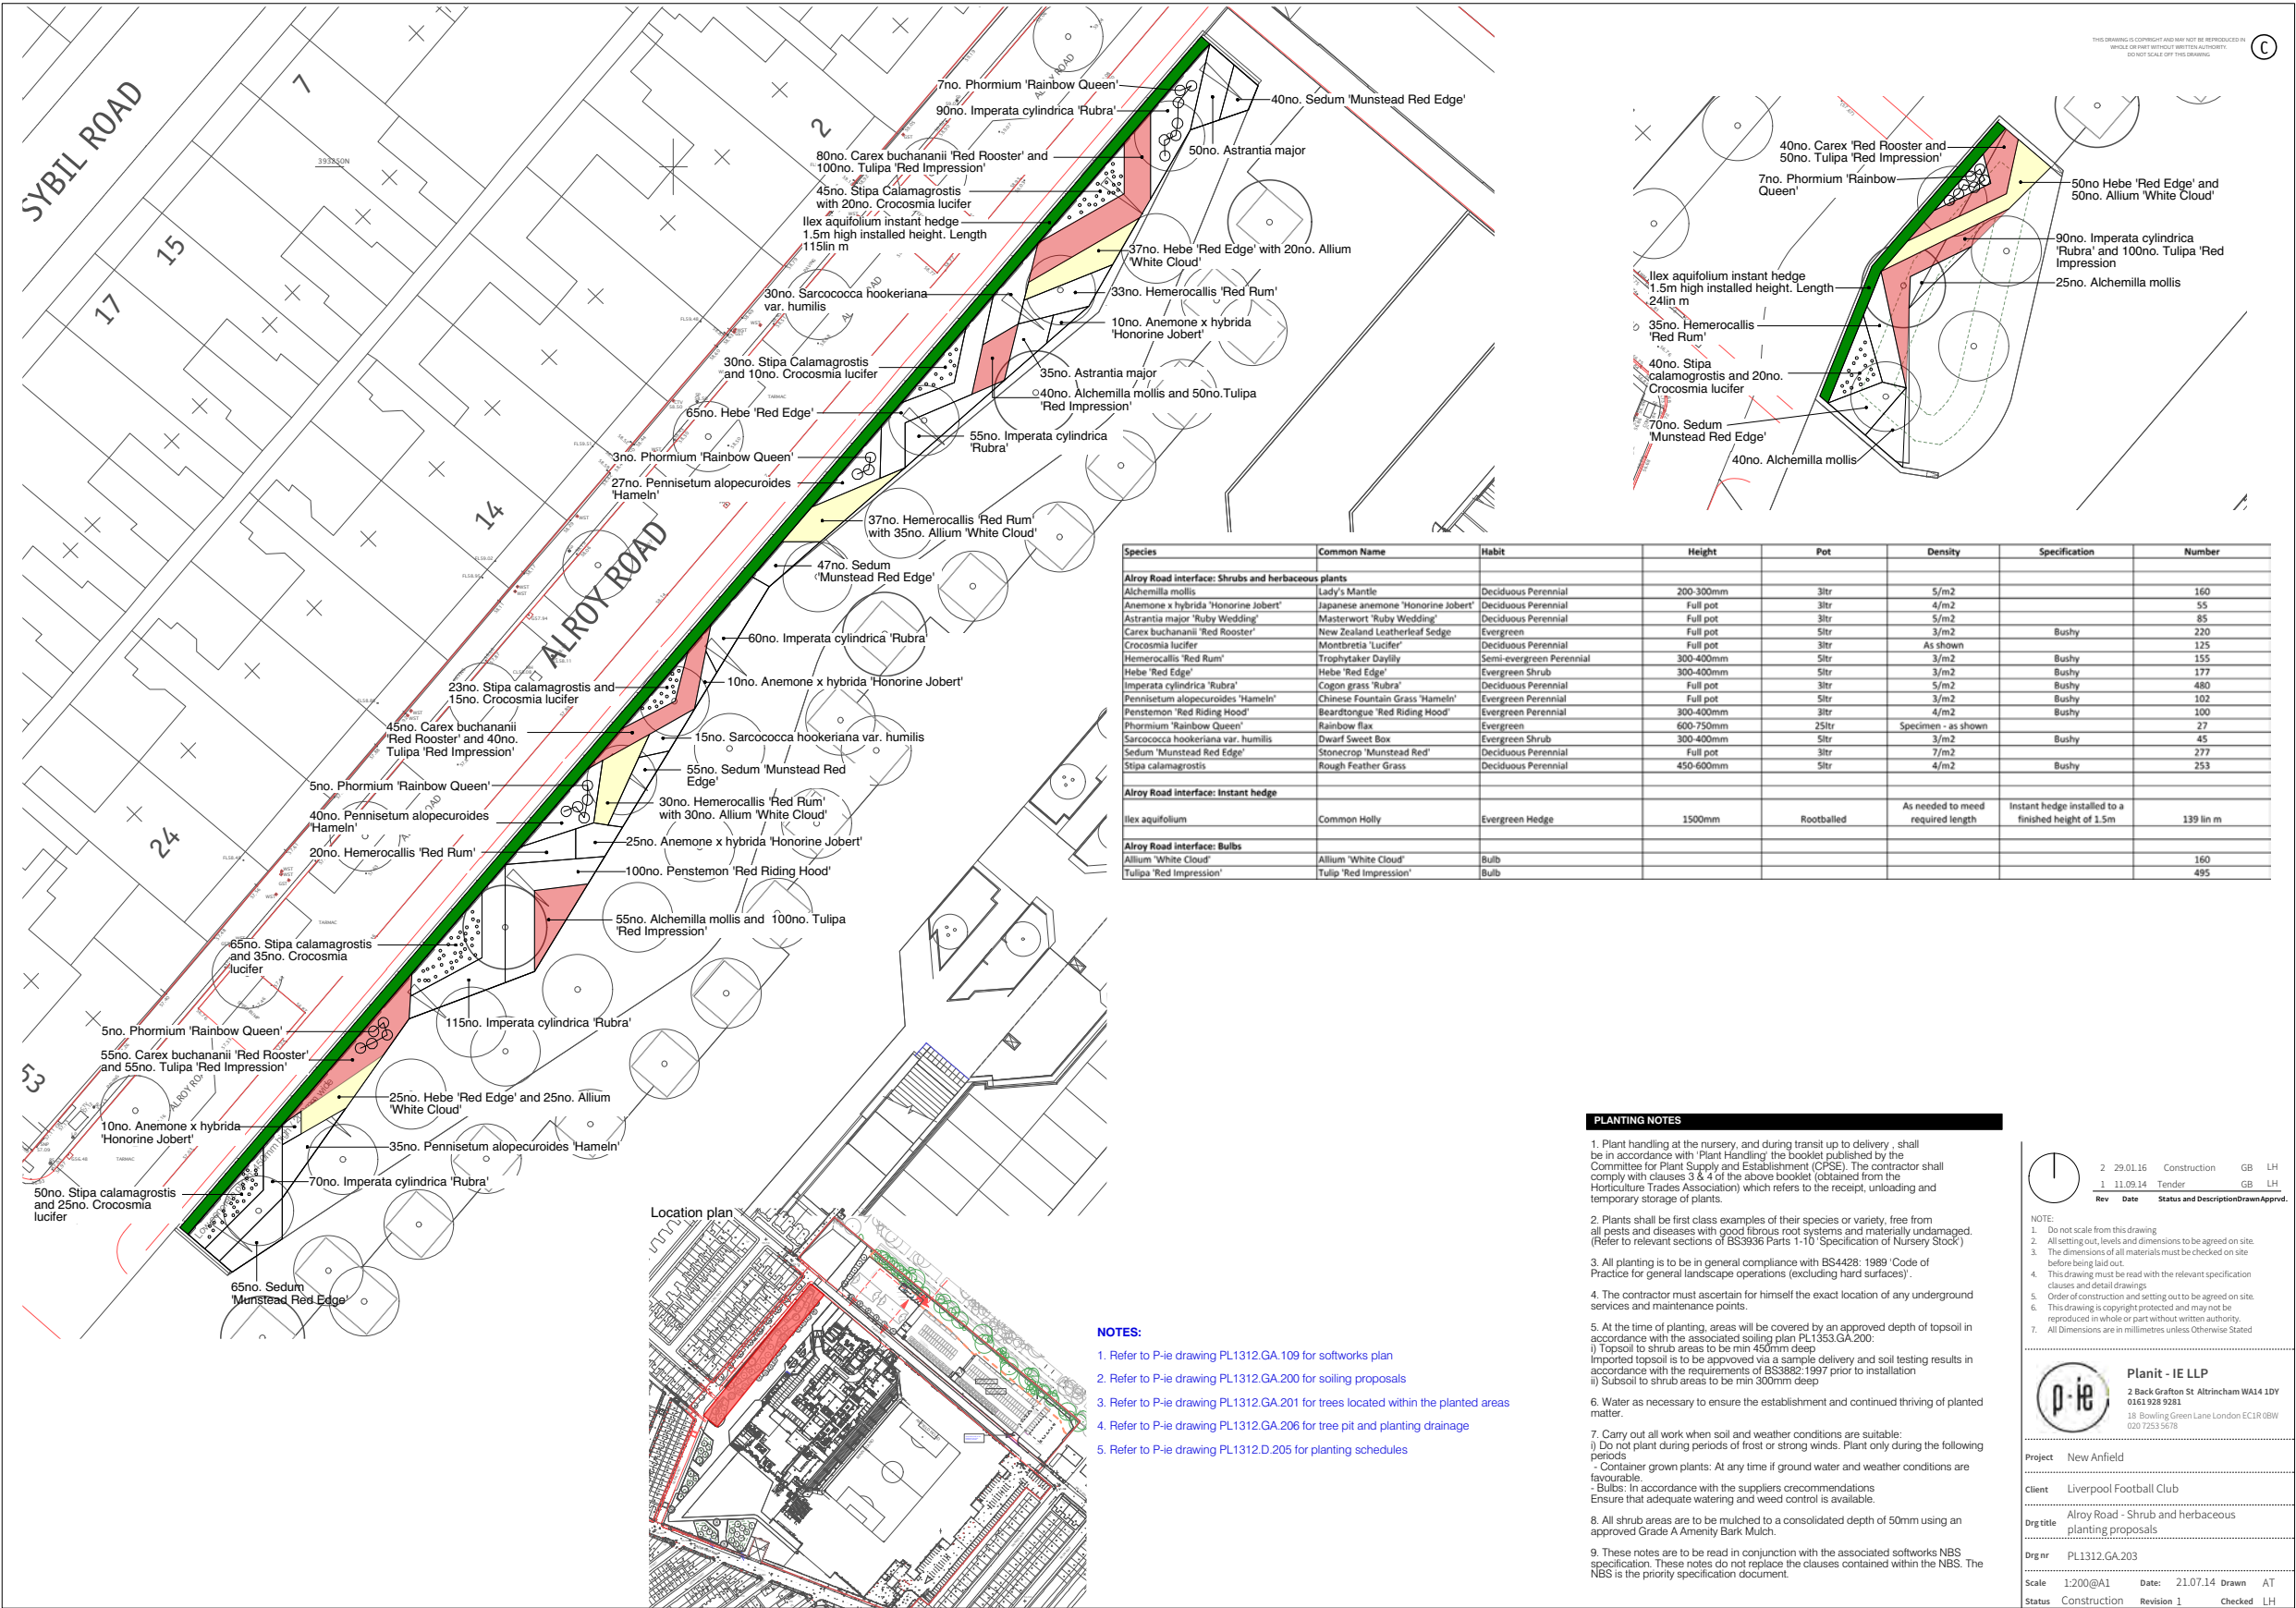 THIS DRAWING IS COPYRIGHT AND MAY NOT BE REPRODUCED IN
WHOLE OR PART WITHOUT WRITTEN AUTHORITY.
DO NOT SCALE OFF THIS DRAWING
C
SYBIL ROAD
7
2
15
17
14
24
53
393250N
ALROY ROAD
7no. Phormium 'Rainbow Queen'
90no. Imperata cylindrica 'Rubra'
40no. Sedum 'Munstead Red Edge'
50no. Astrantia major
80no. Carex buchananii 'Red Rooster' and
100no. Tulipa 'Red Impression'
45no. Stipa Calamagrostis
with 20no. Crocosmia lucifer
Ilex aquifolium instant hedge
1.5m high installed height. Length
115lin m
37no. Hebe 'Red Edge' with 20no. Allium
'White Cloud'
30no. Sarcococca hookeriana
var. humilis
33no. Hemerocallis 'Red Rum'
10no. Anemone x hybrida
'Honorine Jobert'
30no. Stipa Calamagrostis
and 10no. Crocosmia lucifer
35no. Astrantia major
40no. Alchemilla mollis and 50no.Tulipa
'Red Impression'
65no. Hebe 'Red Edge'
55no. Imperata cylindrica
'Rubra'
3no. Phormium 'Rainbow Queen'
27no. Pennisetum alopecuroides
'Hameln'
37no. Hemerocallis 'Red Rum'
with 35no. Allium 'White Cloud'
47no. Sedum
'Munstead Red Edge'
60no. Imperata cylindrica 'Rubra'
10no. Anemone x hybrida 'Honorine Jobert'
23no. Stipa calamagrostis and
15no. Crocosmia lucifer
45no. Carex buchananii
'Red Rooster' and 40no.
Tulipa 'Red Impression'
15no. Sarcococca hookeriana var. humilis
55no. Sedum 'Munstead Red
Edge'
5no. Phormium 'Rainbow Queen'
30no. Hemerocallis 'Red Rum'
with 30no. Allium 'White Cloud'
40no. Pennisetum alopecuroides
'Hameln'
25no. Anemone x hybrida 'Honorine Jobert'
20no. Hemerocallis 'Red Rum'
100no. Penstemon 'Red Riding Hood'
55no. Alchemilla mollis and 100no. Tulipa
'Red Impression'
65no. Stipa calamagrostis
and 35no. Crocosmia
lucifer
115no. Imperata cylindrica 'Rubra'
5no. Phormium 'Rainbow Queen'
55no. Carex buchananii 'Red Rooster'
and 55no. Tulipa 'Red Impression'
25no. Hebe 'Red Edge' and 25no. Allium
'White Cloud'
10no. Anemone x hybrida
'Honorine Jobert'
35no. Pennisetum alopecuroides 'Hameln'
70no. Imperata cylindrica 'Rubra'
50no. Stipa calamagrostis
and 25no. Crocosmia
lucifer
65no. Sedum
'Munstead Red Edge'
40no. Carex 'Red Rooster and
50no. Tulipa 'Red Impression'
7no. Phormium 'Rainbow
Queen'
50no Hebe 'Red Edge' and
50no. Allium 'White Cloud'
90no. Imperata cylindrica
'Rubra' and 100no. Tulipa 'Red
Impression
25no. Alchemilla mollis
Ilex aquifolium instant hedge
1.5m high installed height. Length
24lin m
35no. Hemerocallis
'Red Rum'
40no. Stipa
calamogrostis and 20no.
Crocosmia lucifer
70no. Sedum
'Munstead Red Edge'
40no. Alchemilla mollis
Species Common Name Habit Height Pot Density Specification Number
Alroy Road interface: Shrubs and herbaceous plants
Alchemilla mollis Lady's Mantle Deciduous Perennial 200-300mm 3ltr 5/m2 160
Anemone x hybrida 'Honorine Jobert' Japanese anemone 'Honorine Jobert' Deciduous Perennial Full pot 3ltr 4/m2 55
Astrantia major 'Ruby Wedding' Masterwort 'Ruby Wedding' Deciduous Perennial Full pot 3ltr 5/m2 85
Carex buchananii 'Red Rooster' New Zealand Leatherleaf Sedge Evergreen Full pot 5ltr 3/m2 Bushy 220
Crocosmia lucifer Montbretia 'Lucifer' Deciduous Perennial Full pot 3ltr As shown 125
Hemerocallis 'Red Rum' Trophytaker Daylily Semi-evergreen Perennial 300-400mm 5ltr 3/m2 Bushy 155
Hebe 'Red Edge' Hebe 'Red Edge' Evergreen Shrub 300-400mm 5ltr 3/m2 Bushy 177
Imperata cylindrica 'Rubra' Cogon grass 'Rubra' Deciduous Perennial Full pot 3ltr 5/m2 Bushy 480
Pennisetum alopecuroides 'Hameln' Chinese Fountain Grass 'Hameln' Evergreen Perennial Full pot 5ltr 3/m2 Bushy 102
Penstemon 'Red Riding Hood' Beardtongue 'Red Riding Hood' Evergreen Perennial 300-400mm 3ltr 4/m2 Bushy 100
Phormium 'Rainbow Queen' Rainbow flax Evergreen 600-750mm 25ltr Specimen - as shown 27
Sarcococca hookeriana var. humilis Dwarf Sweet Box Evergreen Shrub 300-400mm 5ltr 3/m2 Bushy 45
Sedum 'Munstead Red Edge' Stonecrop 'Munstead Red' Deciduous Perennial Full pot 3ltr 7/m2 277
Stipa calamagrostis Rough Feather Grass Deciduous Perennial 450-600mm 5ltr 4/m2 Bushy 253
Alroy Road interface: Instant hedge
Ilex aquifolium Common Holly Evergreen Hedge 1500mm Rootballed As needed to meed required length Instant hedge installed to a finished height of 1.5m 139 lin m
Alroy Road interface: Bulbs
Allium 'White Cloud' Allium 'White Cloud' Bulb 160
Tulipa 'Red Impression' Tulip 'Red Impression' Bulb 495
Location plan
NOTES:
1. Refer to P-ie drawing PL1312.GA.109 for softworks plan
2. Refer to P-ie drawing PL1312.GA.200 for soiling proposals
3. Refer to P-ie drawing PL1312.GA.201 for trees located within the planted areas
4. Refer to P-ie drawing PL1312.GA.206 for tree pit and planting drainage
5. Refer to P-ie drawing PL1312.D.205 for planting schedules
PLANTING NOTES
1. Plant handling at the nursery, and during transit up to delivery , shall
be in accordance with 'Plant Handling' the booklet published by the
Committee for Plant Supply and Establishment (CPSE). The contractor shall
comply with clauses 3 & 4 of the above booklet (obtained from the
Horticulture Trades Association) which refers to the receipt, unloading and
temporary storage of plants.
2. Plants shall be first class examples of their species or variety, free from
all pests and diseases with good fibrous root systems and materially undamaged.
(Refer to relevant sections of BS3936 Parts 1-10 'Specification of Nursery Stock')
3. All planting is to be in general compliance with BS4428: 1989 'Code of
Practice for general landscape operations (excluding hard surfaces)'.
4. The contractor must ascertain for himself the exact location of any underground
services and maintenance points.
5. At the time of planting, areas will be covered by an approved depth of topsoil in
accordance with the associated soiling plan PL1353.GA.200:
i) Topsoil to shrub areas to be min 450mm deep
Imported topsoil is to be appvoved via a sample delivery and soil testing results in
accordance with the requirements of BS3882:1997 prior to installation
ii) Subsoil to shrub areas to be min 300mm deep
6. Water as necessary to ensure the establishment and continued thriving of planted
matter.
7. Carry out all work when soil and weather conditions are suitable:
i) Do not plant during periods of frost or strong winds. Plant only during the following
periods
- Container grown plants: At any time if ground water and weather conditions are
favourable.
- Bulbs: In accordance with the suppliers crecommendations
Ensure that adequate watering and weed control is available.
8. All shrub areas are to be mulched to a consolidated depth of 50mm using an
approved Grade A Amenity Bark Mulch.
9. These notes are to be read in conjunction with the associated softworks NBS
specification. These notes do not replace the clauses contained within the NBS. The
NBS is the priority specification document.
2 29.01.16 Construction GB LH
1 11.09.14 Tender GB LH
Rev Date Status and Description Drawn Apprvd.
NOTE:
1. Do not scale from this drawing
2. All setting out, levels and dimensions to be agreed on site.
3. The dimensions of all materials must be checked on site
before being laid out.
4. This drawing must be read with the relevant specification
clauses and detail drawings
5. Order of construction and setting out to be agreed on site.
6. This drawing is copyright protected and may not be
reproduced in whole or part without written authority.
7. All Dimensions are in millimetres unless Otherwise Stated
p-ie
Planit - IE LLP
2 Back Grafton St Altrincham WA14 1DY
0161 928 9281
18 Bowling Green Lane London EC1R 0BW
020 7253 5678
Project New Anfield
Client Liverpool Football Club
Drg title Alroy Road - Shrub and herbaceous
planting proposals
Drg nr PL1312.GA.203
Scale 1:200@A1 Date: 21.07.14 Drawn AT
Status Construction Revision 1 Checked LH